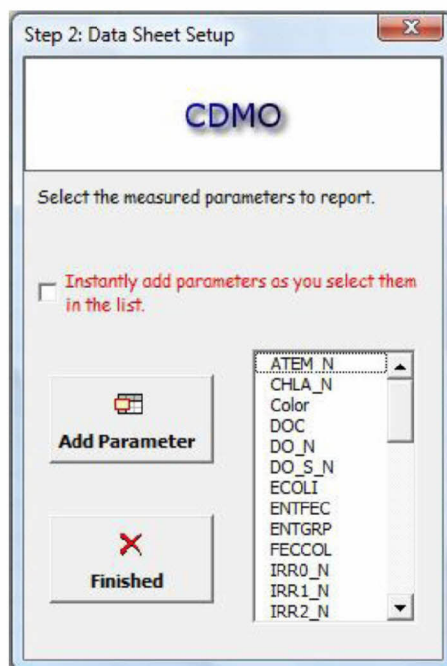 Step 2: Data Sheet Setup
CDMO
Select the measured parameters to report.
Instantly add parameters as you select them
in the list.
Add Parameter
Finished
ATEM_N
CHLA_N
Color
DOC
DO_N
DO_S_N
ECOLI
ENTFEC
ENTGRP
FECCOL
IRR0_N
IRR1_N
IRR2_N